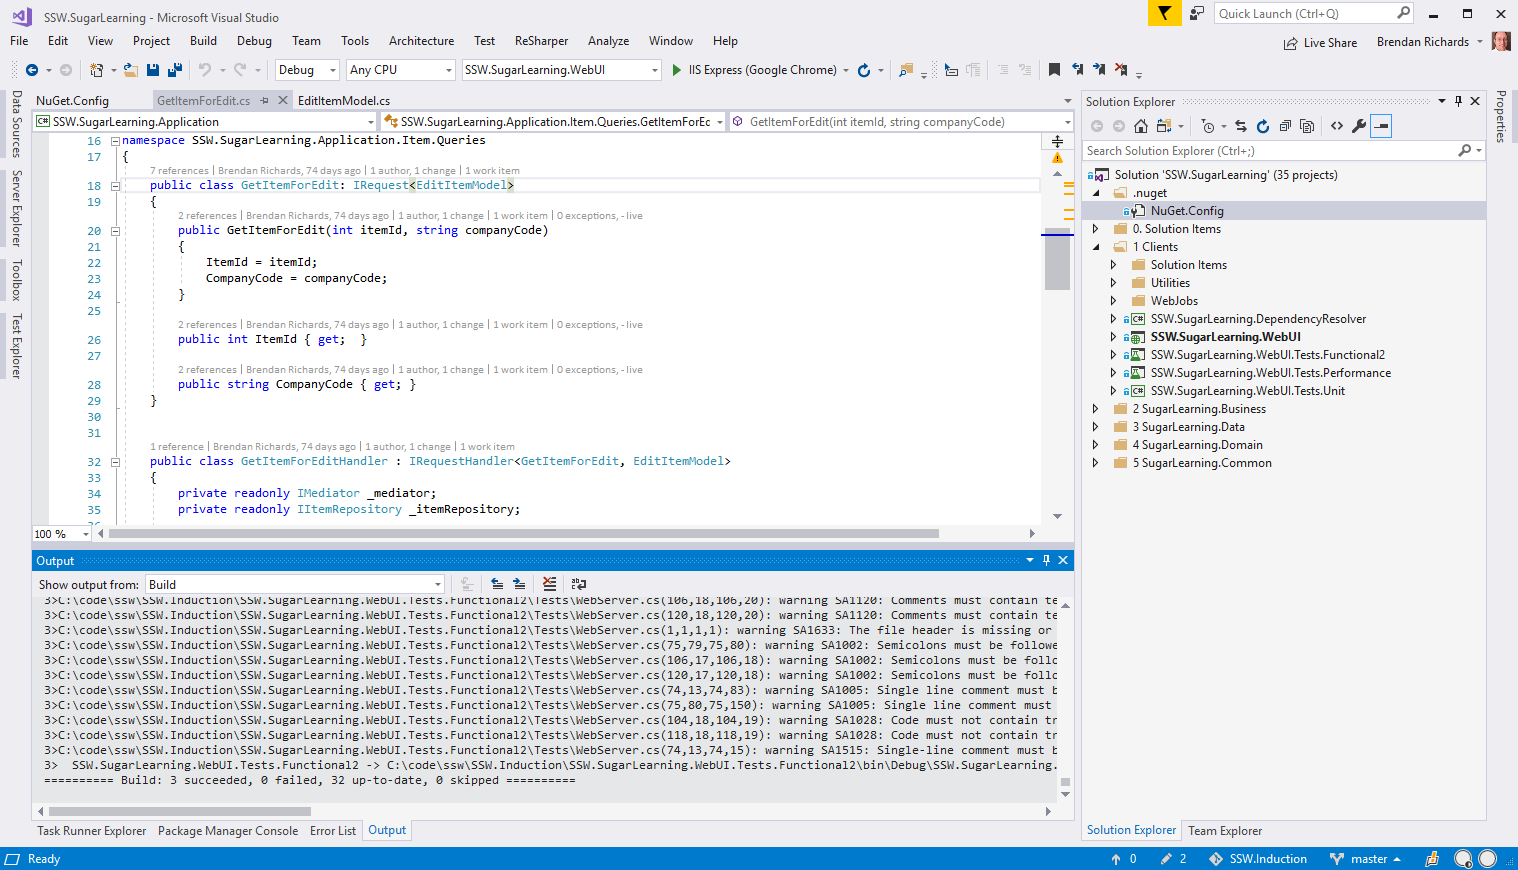 SSW.SugarLearning - Microsoft Visual Studio
Quick Launch (Ctrl+Q)
File Edit View Project Build Debug Team Tools Architecture Test ReSharper Analyze Window Help
Live Share Brendan Richards
Debug Any CPU SSW.SugarLearning.WebUI IIS Express (Google Chrome)
Data Sources
Server Explorer
Toolbox
Test Explorer
NuGet.Config GetItemForEdit.cs EditItemModel.cs
SSW.SugarLearning.Application SSW.SugarLearning.Application.Item.Queries.GetItemForEc GetItemForEdit(int itemId, string companyCode)
16 namespace SSW.SugarLearning.Application.Item.Queries
17 {
7 references | Brendan Richards, 74 days ago | 1 author, 1 change | 1 work item
18 public class GetItemForEdit: IRequest<EditItemModel>
19 {
2 references | Brendan Richards, 74 days ago | 1 author, 1 change | 1 work item | 0 exceptions, - live
20 public GetItemForEdit(int itemId, string companyCode)
21 {
22 ItemId = itemId;
23 CompanyCode = companyCode;
24 }
25
2 references | Brendan Richards, 74 days ago | 1 author, 1 change | 1 work item | 0 exceptions, - live
26 public int ItemId { get; }
27
2 references | Brendan Richards, 74 days ago | 1 author, 1 change | 1 work item | 0 exceptions, - live
28 public string CompanyCode { get; }
29 }
30
31
1 reference | Brendan Richards, 74 days ago | 1 author, 1 change | 1 work item
32 public class GetItemForEditHandler : IRequestHandler<GetItemForEdit, EditItemModel>
33 {
34 private readonly IMediator _mediator;
35 private readonly IItemRepository _itemRepository;
100 %
Output
Show output from: Build
3>C:\code\ssw\SSW.Induction\SSW.SugarLearning.WebUI.Tests.Functional2\Tests\WebServer.cs(106,18,106,20): warning SA1120: Comments must contain te
3>C:\code\ssw\SSW.Induction\SSW.SugarLearning.WebUI.Tests.Functional2\Tests\WebServer.cs(120,18,120,20): warning SA1120: Comments must contain te
3>C:\code\ssw\SSW.Induction\SSW.SugarLearning.WebUI.Tests.Functional2\Tests\WebServer.cs(1,1,1,1): warning SA1633: The file header is missing or
3>C:\code\ssw\SSW.Induction\SSW.SugarLearning.WebUI.Tests.Functional2\Tests\WebServer.cs(75,79,75,80): warning SA1002: Semicolons must be followe
3>C:\code\ssw\SSW.Induction\SSW.SugarLearning.WebUI.Tests.Functional2\Tests\WebServer.cs(106,17,106,18): warning SA1002: Semicolons must be follo
3>C:\code\ssw\SSW.Induction\SSW.SugarLearning.WebUI.Tests.Functional2\Tests\WebServer.cs(120,17,120,18): warning SA1002: Semicolons must be follo
3>C:\code\ssw\SSW.Induction\SSW.SugarLearning.WebUI.Tests.Functional2\Tests\WebServer.cs(74,13,74,83): warning SA1005: Single line comment must b
3>C:\code\ssw\SSW.Induction\SSW.SugarLearning.WebUI.Tests.Functional2\Tests\WebServer.cs(75,80,75,150): warning SA1005: Single line comment must
3>C:\code\ssw\SSW.Induction\SSW.SugarLearning.WebUI.Tests.Functional2\Tests\WebServer.cs(104,18,104,19): warning SA1028: Code must not contain tr
3>C:\code\ssw\SSW.Induction\SSW.SugarLearning.WebUI.Tests.Functional2\Tests\WebServer.cs(118,18,118,19): warning SA1028: Code must not contain tr
3>C:\code\ssw\SSW.Induction\SSW.SugarLearning.WebUI.Tests.Functional2\Tests\WebServer.cs(74,13,74,15): warning SA1515: Single-line comment must b
3> SSW.SugarLearning.WebUI.Tests.Functional2 -> C:\code\ssw\SSW.Induction\SSW.SugarLearning.WebUI.Tests.Functional2\bin\Debug\SSW.SugarLearning.
========== Build: 3 succeeded, 0 failed, 32 up-to-date, 0 skipped ==========
Task Runner Explorer Package Manager Console Error List Output
Solution Explorer
Search Solution Explorer (Ctrl+;)
Solution 'SSW.SugarLearning' (35 projects)
.nuget
NuGet.Config
0. Solution Items
1 Clients
Solution Items
Utilities
WebJobs
SSW.SugarLearning.DependencyResolver
SSW.SugarLearning.WebUI
SSW.SugarLearning.WebUI.Tests.Functional2
SSW.SugarLearning.WebUI.Tests.Performance
SSW.SugarLearning.WebUI.Tests.Unit
2 SugarLearning.Business
3 SugarLearning.Data
4 SugarLearning.Domain
5 SugarLearning.Common
Solution Explorer Team Explorer
Properties
Ready 0 2 SSW.Induction master